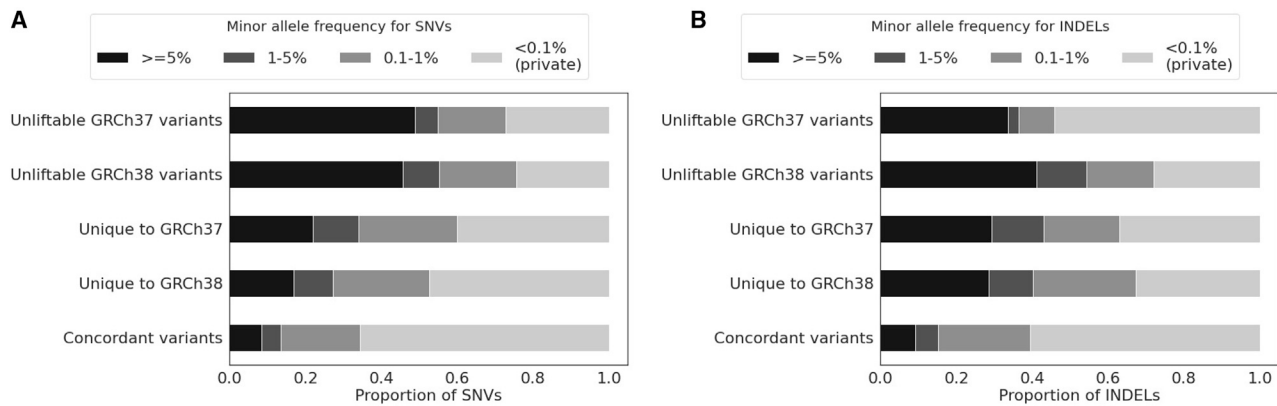 A
Minor allele frequency for SNVs
>=5% 1-5% 0.1-1% <0.1%
(private)
Unliftable GRCh37 variants
Unliftable GRCh38 variants
Unique to GRCh37
Unique to GRCh38
Concordant variants
0.0 0.2 0.4 0.6 0.8 1.0
Proportion of SNVs
B
Minor allele frequency for INDELs
>=5% 1-5% 0.1-1% <0.1%
(private)
Unliftable GRCh37 variants
Unliftable GRCh38 variants
Unique to GRCh37
Unique to GRCh38
Concordant variants
0.0 0.2 0.4 0.6 0.8 1.0
Proportion of INDELs